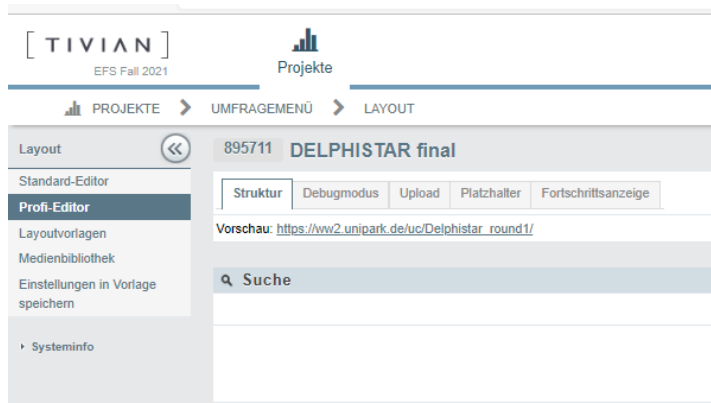 [ TIVIAN ]
EFS Fall 2021
Projekte
PROJEKTE
UMFRAGEMENÜ
LAYOUT
Layout
895711 DELPHISTAR final
Standard-Editor
Profi-Editor
Layoutvorlagen
Medienbibliothek
Einstellungen in Vorlage
speichern
Systeminfo
Struktur Debugmodus Upload Platzhalter Fortschrittsanzeige
Vorschau: https://ww2.unipark.de/uc/Delphistar_round1/
Suche